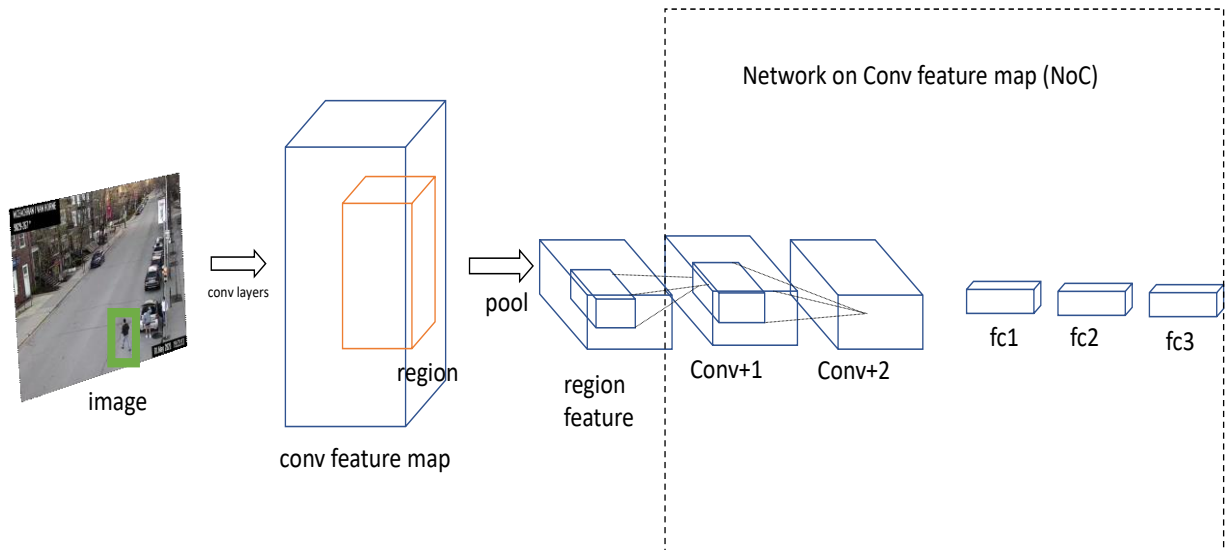 Network on Conv feature map (NoC)
conv layers
pool
region
image
conv feature map
region
feature
Conv+1
Conv+2
fc1
fc2
fc3